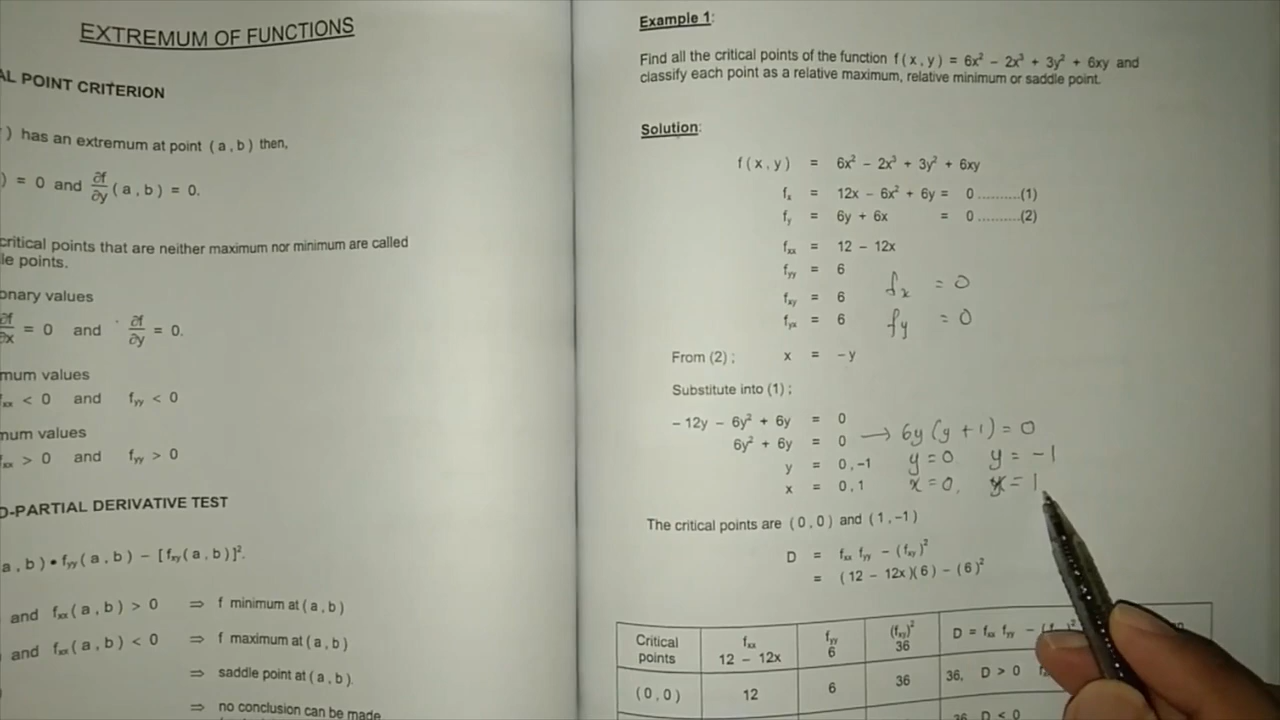 EXTREMUM OF FUNCTIONS
AL POINT CRITERION
) has an extremum at point ( a , b ) then,
) = 0 and ∂f/∂y ( a , b ) = 0.
critical points that are neither maximum nor minimum are called
le points.
onary values
∂f/∂x = 0 and ∂f/∂y = 0.
mum values
fxx < 0 and fyy < 0
mum values
fxx > 0 and fyy > 0
D-PARTIAL DERIVATIVE TEST
a , b ) • fyy ( a , b ) − [ fxy ( a , b ) ]².
and fxx ( a , b ) > 0 ⇒ f minimum at ( a , b )
and fxx ( a , b ) < 0 ⇒ f maximum at ( a , b )
⇒ saddle point at ( a , b ).
⇒ no conclusion can be made
Example 1:
Find all the critical points of the function f ( x , y ) = 6x² − 2x³ + 3y² + 6xy and
classify each point as a relative maximum, relative minimum or saddle point.
Solution:
f ( x , y ) = 6x² − 2x³ + 3y² + 6xy
fx = 12x − 6x² + 6y = 0 ..........(1)
fy = 6y + 6x = 0 ..........(2)
fxx = 12 − 12x
fyy = 6
fxy = 6 fx = 0
fyx = 6 fy = 0
From (2) ; x = − y
Substitute into (1) ;
− 12y − 6y² + 6y = 0
6y² + 6y = 0 → 6y (y + 1) = 0
y = 0, −1 y = 0 y = −1
x = 0, 1 x = 0, x = 1
The critical points are ( 0 , 0 ) and ( 1 , −1 )
D = fxx fyy − ( fxy )²
= ( 12 − 12x )( 6 ) − ( 6 )²
Critical points fxx 12 − 12x fyy 6 (fxy)² 36 D = fxx fyy −
( 0 , 0 ) 12 6 36 36, D > 0
D < 0